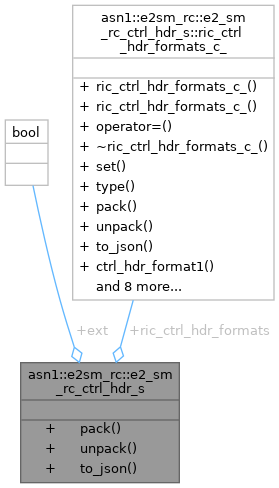 asn1::e2sm_rc::e2_sm
_rc_ctrl_hdr_s::ric_ctrl
_hdr_formats_c_
+ ric_ctrl_hdr_formats_c_()
+ ric_ctrl_hdr_formats_c_()
+ operator=()
+ ~ric_ctrl_hdr_formats_c_()
+ set()
+ type()
+ pack()
+ unpack()
+ to_json()
+ ctrl_hdr_format1()
and 8 more...
bool
+ext
+ric_ctrl_hdr_formats
asn1::e2sm_rc::e2_sm
_rc_ctrl_hdr_s
+ pack()
+ unpack()
+ to_json()